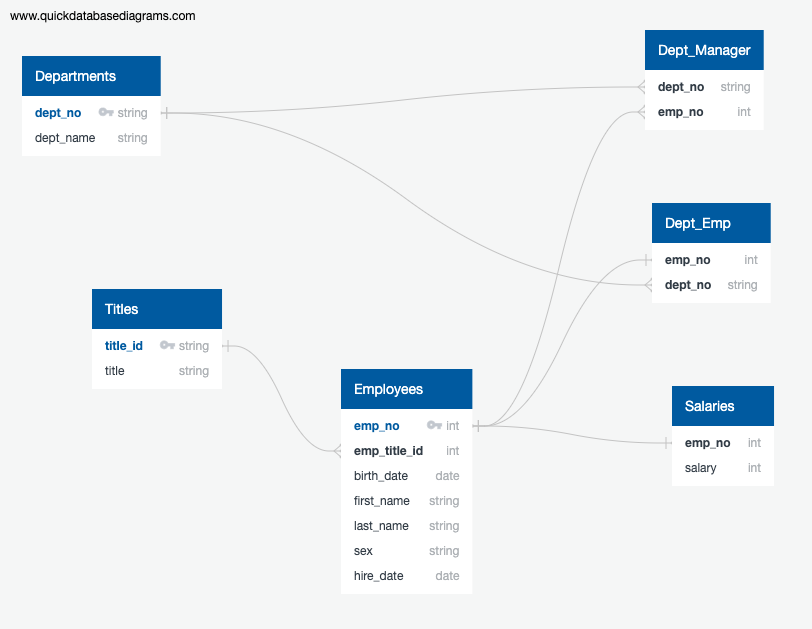 www.quickdatabasediagrams.com
Departments
dept_no string
dept_name string
Dept_Manager
dept_no string
emp_no int
Dept_Emp
emp_no int
dept_no string
Titles
title_id string
title string
Employees
emp_no int
emp_title_id int
birth_date date
first_name string
last_name string
sex string
hire_date date
Salaries
emp_no int
salary int